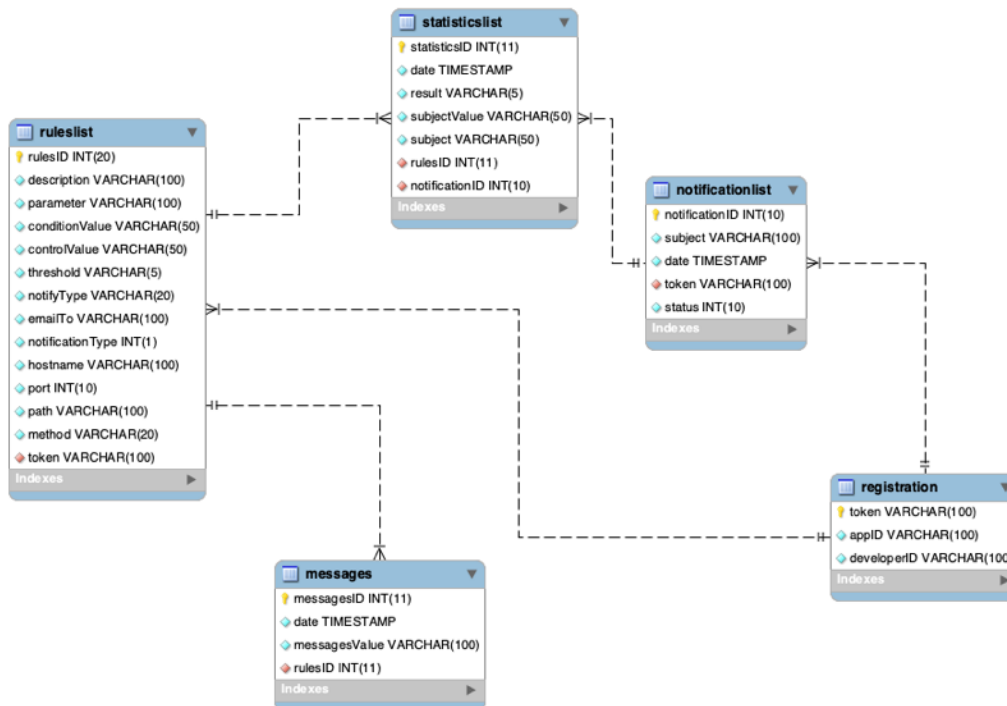 statisticslist
statisticsID INT(11)
date TIMESTAMP
result VARCHAR(5)
subjectValue VARCHAR(50)
subject VARCHAR(50)
rulesID INT(11)
notificationID INT(10)
Indexes
ruleslist
rulesID INT(20)
description VARCHAR(100)
parameter VARCHAR(100)
conditionValue VARCHAR(50)
controlValue VARCHAR(50)
threshold VARCHAR(5)
notifyType VARCHAR(20)
emailTo VARCHAR(100)
notificationType INT(1)
hostname VARCHAR(100)
port INT(10)
path VARCHAR(100)
method VARCHAR(20)
token VARCHAR(100)
Indexes
notificationlist
notificationID INT(10)
subject VARCHAR(100)
date TIMESTAMP
token VARCHAR(100)
status INT(10)
Indexes
registration
token VARCHAR(100)
appID VARCHAR(100)
developerID VARCHAR(100
Indexes
messages
messagesID INT(11)
date TIMESTAMP
messagesValue VARCHAR(100)
rulesID INT(11)
Indexes